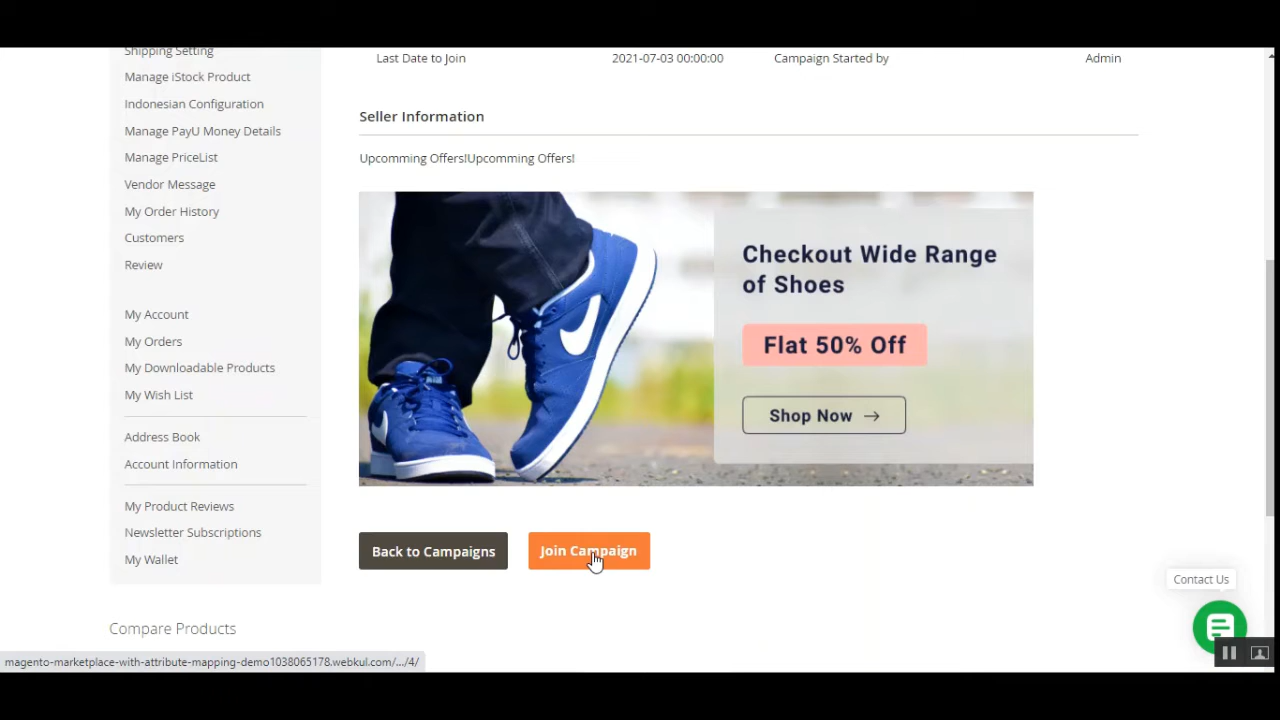 Shipping Setting
Manage iStock Product
Indonesian Configuration
Manage PayU Money Details
Manage PriceList
Vendor Message
My Order History
Customers
Review
My Account
My Orders
My Downloadable Products
My Wish List
Address Book
Account Information
My Product Reviews
Newsletter Subscriptions
My Wallet
Compare Products
Last Date to Join 2021-07-03 00:00:00 Campaign Started by Admin
Seller Information
Upcomming Offers!Upcomming Offers!
Checkout Wide Range
of Shoes
Flat 50% Off
Shop Now →
Back to Campaigns
Join Campaign
Contact Us
magento-marketplace-with-attribute-mapping-demo1038065178.webkul.com/.../4/